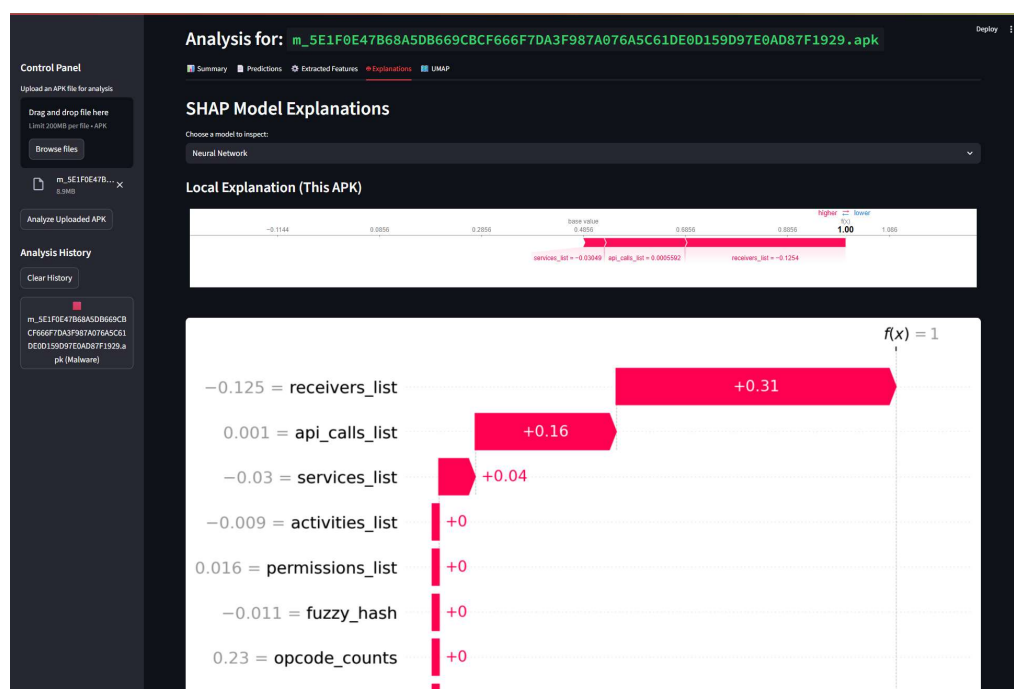 Deploy
Analysis for: m_5E1F0E47B68A5DB669CBCF666F7DA3F987A076A5C61DE0D159D97E0AD87F1929.apk
Control Panel
Upload an APK file for analysis
Drag and drop file here
Limit 200MB per file • APK
Browse files
m_5E1F0E47B...
8.9MB
Analyze Uploaded APK
Analysis History
Clear History
m_5E1F0E47B68A5DB669CB
CF666F7DA3F987A076A5C61
DE0D159D97E0AD87F1929.a
pk (Malware)
Summary Predictions Extracted Features Explanations UMAP
SHAP Model Explanations
Choose a model to inspect:
Neural Network
Local Explanation (This APK)
higher ⇄ lower
base value f(x)
−0.1144 0.0856 0.2856 0.4856 0.6856 0.8856 1.00 1.086
services_list = −0.03049 api_calls_list = 0.0005592 receivers_list = −0.1254
f(x) = 1
−0.125 = receivers_list +0.31
0.001 = api_calls_list +0.16
−0.03 = services_list +0.04
−0.009 = activities_list +0
0.016 = permissions_list +0
−0.011 = fuzzy_hash +0
0.23 = opcode_counts +0